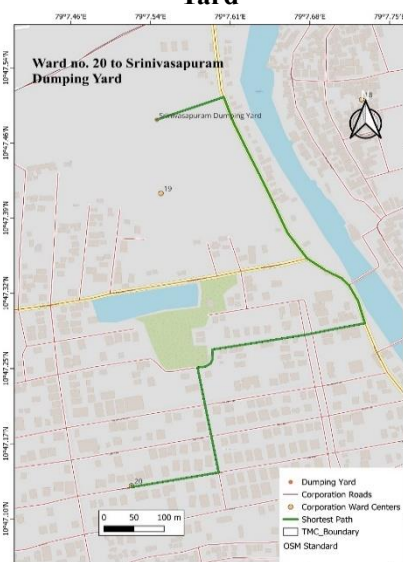 Yard
79°7.46'E 79°7.54'E 79°7.61'E 79°7.68'E 79°7.75'E
Ward no. 20 to Srinivasapuram
Dumping Yard
10°47.54'N
18
Srinivasapuram Dumping Yard
10°47.46'N
19
10°47.39'N
10°47.32'N
10°47.25'N
10°47.17'N
20
10°47.10'N
0 50 100 m
Dumping Yard
Corporation Roads
Corporation Ward Centers
Shortest Path
TMC_Boundary
OSM Standard